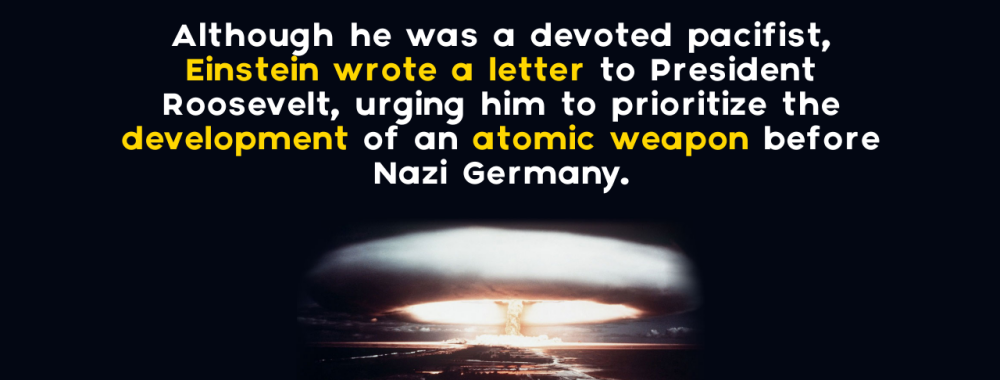 Although he was a devoted pacifist,
Einstein wrote a letter to President
Roosevelt, urging him to prioritize the
development of an atomic weapon before
Nazi Germany.